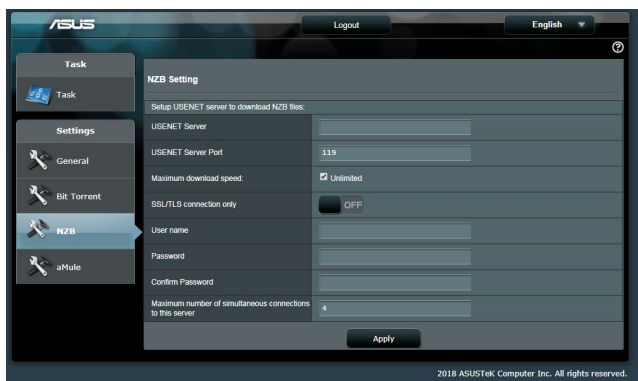 ASUS
Logout
English
Task
Task
Settings
General
Bit Torrent
NZB
aMule
NZB Setting
Setup USENET server to download NZB files:
USENET Server
USENET Server Port
119
Maximum download speed:
Unlimited
SSL/TLS connection only
OFF
User name
Password
Confirm Password
Maximum number of simultaneous connections
to this server
4
Apply
2018 ASUSTeK Computer Inc. All rights reserved.